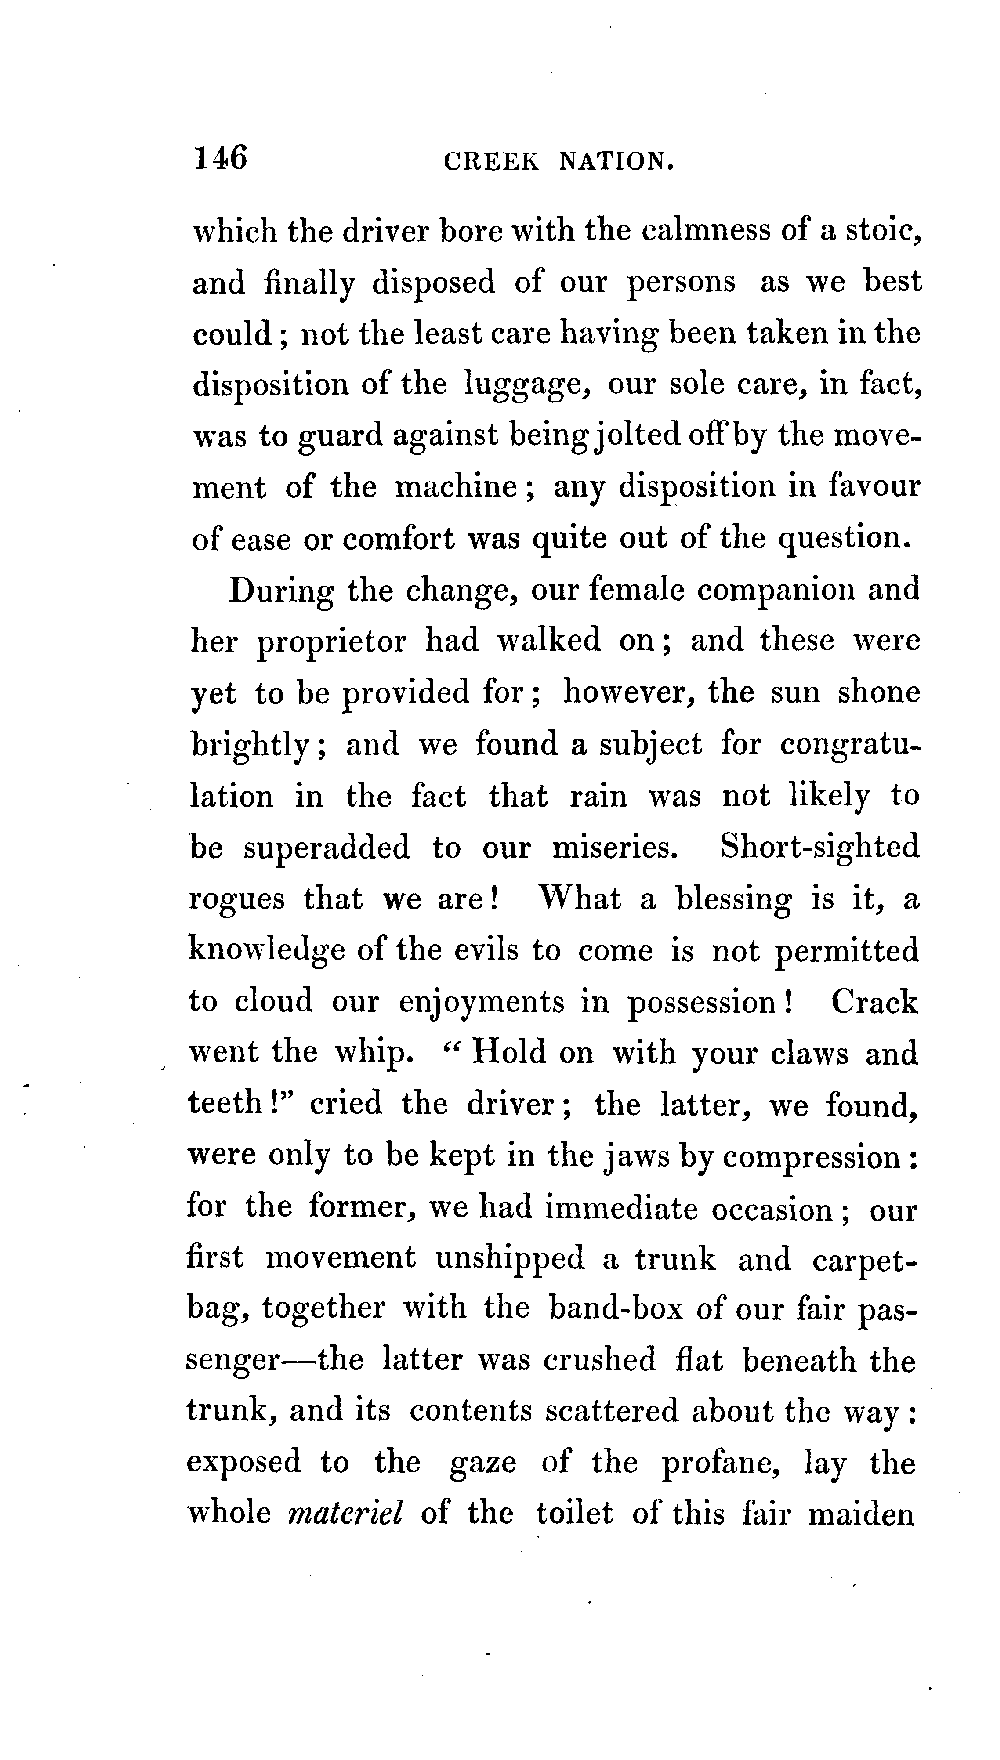 146 CREEK NATION.
which the driver bore with the calmness of a stoic,
and finally disposed of our persons as we best
could; not the least care having been taken in the
disposition of the luggage, our sole care, in fact,
was to guard against being jolted off by the move-
ment of the machine; any disposition in favour
of ease or comfort was quite out of the question.
During the change, our female companion and
her proprietor had walked on; and these were
yet to be provided for; however, the sun shone
brightly; and we found a subject for congratu-
lation in the fact that rain was not likely to
be superadded to our miseries. Short-sighted
rogues that we are! What a blessing is it, a
knowledge of the evils to come is not permitted
to cloud our enjoyments in possession! Crack
went the whip. “Hold on with your claws and
teeth!” cried the driver; the latter, we found,
were only to be kept in the jaws by compression:
for the former, we had immediate occasion; our
first movement unshipped a trunk and carpet-
bag, together with the band-box of our fair pas-
senger—the latter was crushed flat beneath the
trunk, and its contents scattered about the way:
exposed to the gaze of the profane, lay the
whole materiel of the toilet of this fair maiden